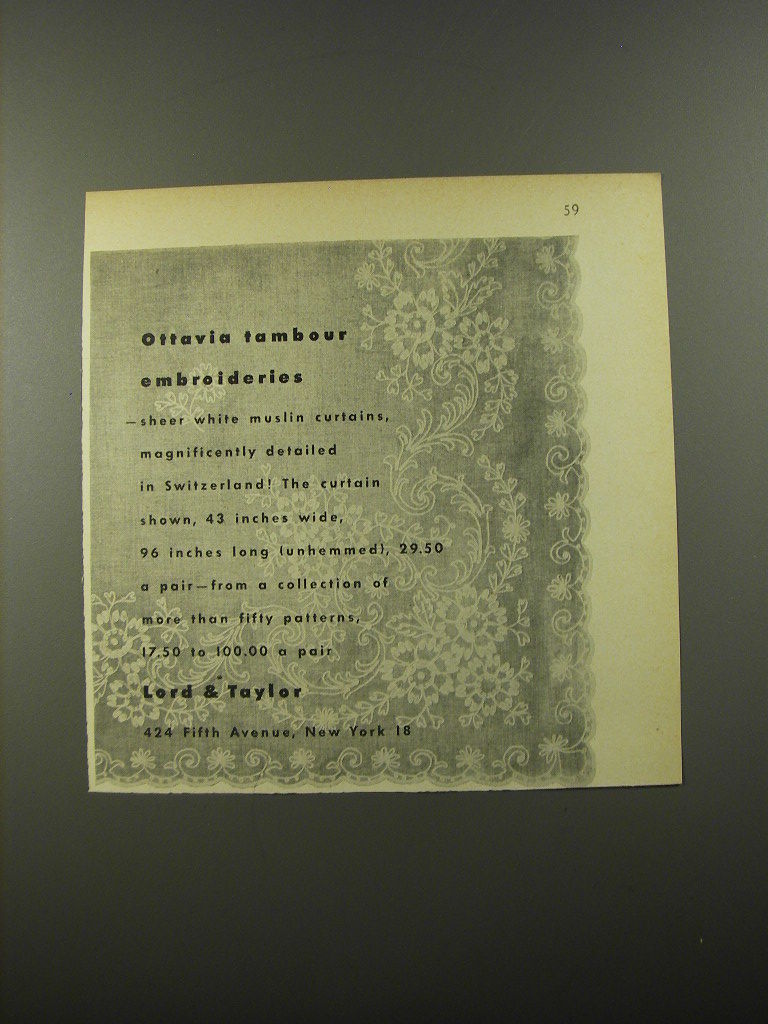 59
Ottavia tambour
embroideries
—sheer white muslin curtains,
magnificently detailed
in Switzerland! The curtain
shown, 43 inches wide,
96 inches long (unhemmed), 29.50
a pair—from a collection of
more than fifty patterns,
17.50 to 100.00 a pair
Lord & Taylor
424 Fifth Avenue, New York 18